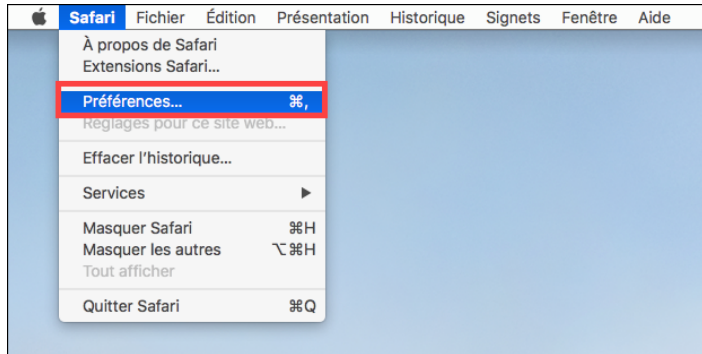 Safari Fichier Édition Présentation Historique Signets Fenêtre Aide
À propos de Safari
Extensions Safari...
Préférences... ⌘,
Réglages pour ce site web...
Effacer l'historique...
Services ▶
Masquer Safari ⌘H
Masquer les autres ⌥⌘H
Tout afficher
Quitter Safari ⌘Q